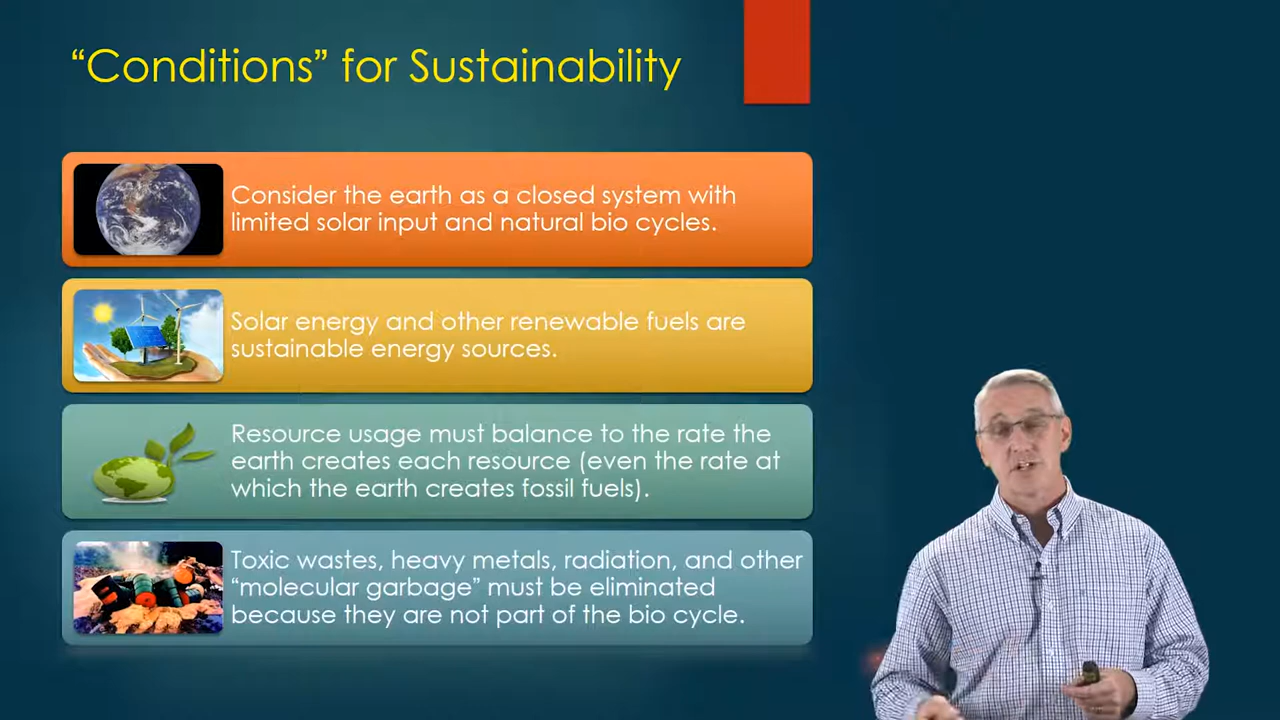 “Conditions” for Sustainability
Consider the earth as a closed system with
limited solar input and natural bio cycles.
Solar energy and other renewable fuels are
sustainable energy sources.
Resource usage must balance to the rate the
earth creates each resource (even the rate at
which the earth creates fossil fuels).
Toxic wastes, heavy metals, radiation, and other
“molecular garbage” must be eliminated
because they are not part of the bio cycle.